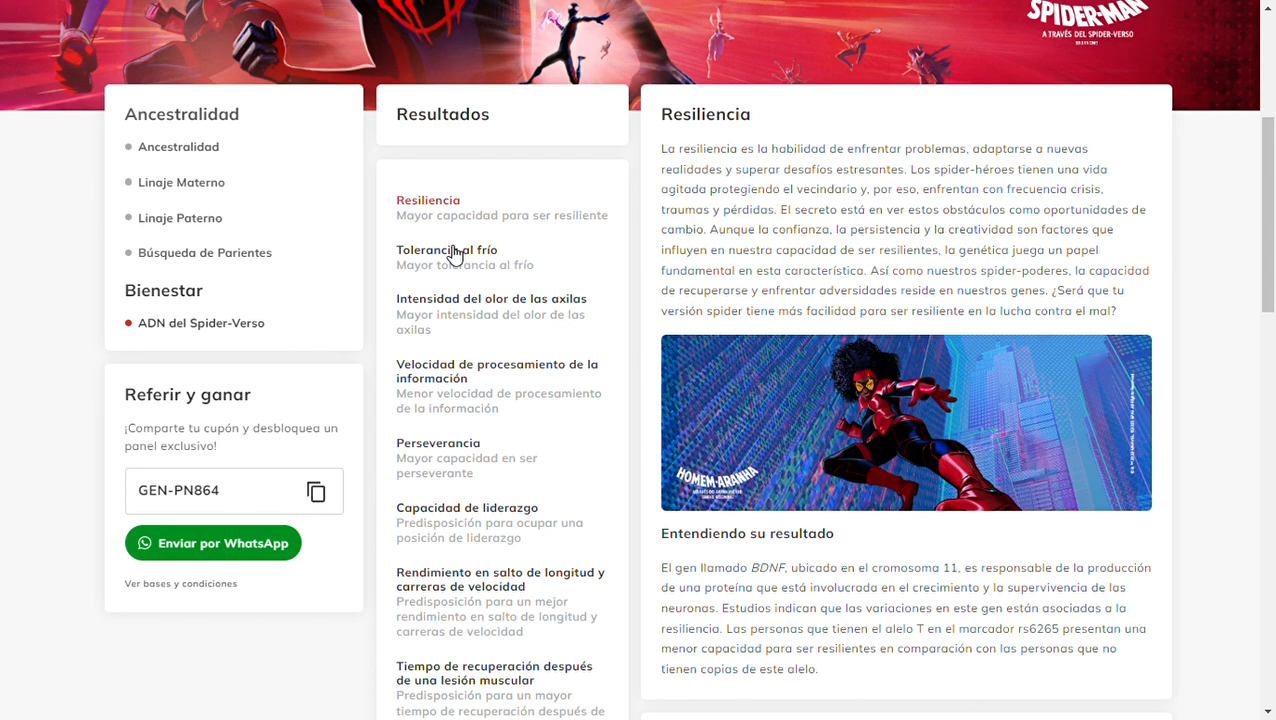 SPIDER-MAN
A TRAVÉS DEL SPIDER-VERSO
Ancestralidad
Ancestralidad
Linaje Materno
Linaje Paterno
Búsqueda de Parientes
Bienestar
ADN del Spider-Verso
Referir y ganar
¡Comparte tu cupón y desbloquea un
panel exclusivo!
GEN-PN864
Enviar por WhatsApp
Ver bases y condiciones
Resultados
Resiliencia
Mayor capacidad para ser resiliente
Tolerancia al frío
Mayor tolerancia al frío
Intensidad del olor de las axilas
Mayor intensidad del olor de las
axilas
Velocidad de procesamiento de la
información
Menor velocidad de procesamiento
de la información
Perseverancia
Mayor capacidad en ser
perseverante
Capacidad de liderazgo
Predisposición para ocupar una
posición de liderazgo
Rendimiento en salto de longitud y
carreras de velocidad
Predisposición para un mejor
rendimiento en salto de longitud y
carreras de velocidad
Tiempo de recuperación después
de una lesión muscular
Predisposición para un mayor
tiempo de recuperación después de
Resiliencia
La resiliencia es la habilidad de enfrentar problemas, adaptarse a nuevas
realidades y superar desafíos estresantes. Los spider-héroes tienen una vida
agitada protegiendo el vecindario y, por eso, enfrentan con frecuencia crisis,
traumas y pérdidas. El secreto está en ver estos obstáculos como oportunidades de
cambio. Aunque la confianza, la persistencia y la creatividad son factores que
influyen en nuestra capacidad de ser resilientes, la genética juega un papel
fundamental en esta característica. Así como nuestros spider-poderes, la capacidad
de recuperarse y enfrentar adversidades reside en nuestros genes. ¿Será que tu
versión spider tiene más facilidad para ser resiliente en la lucha contra el mal?
HOMEM-ARANHA
Entendiendo su resultado
El gen llamado BDNF, ubicado en el cromosoma 11, es responsable de la producción
de una proteína que está involucrada en el crecimiento y la supervivencia de las
neuronas. Estudios indican que las variaciones en este gen están asociadas a la
resiliencia. Las personas que tienen el alelo T en el marcador rs6265 presentan una
menor capacidad para ser resilientes en comparación con las personas que no
tienen copias de este alelo.